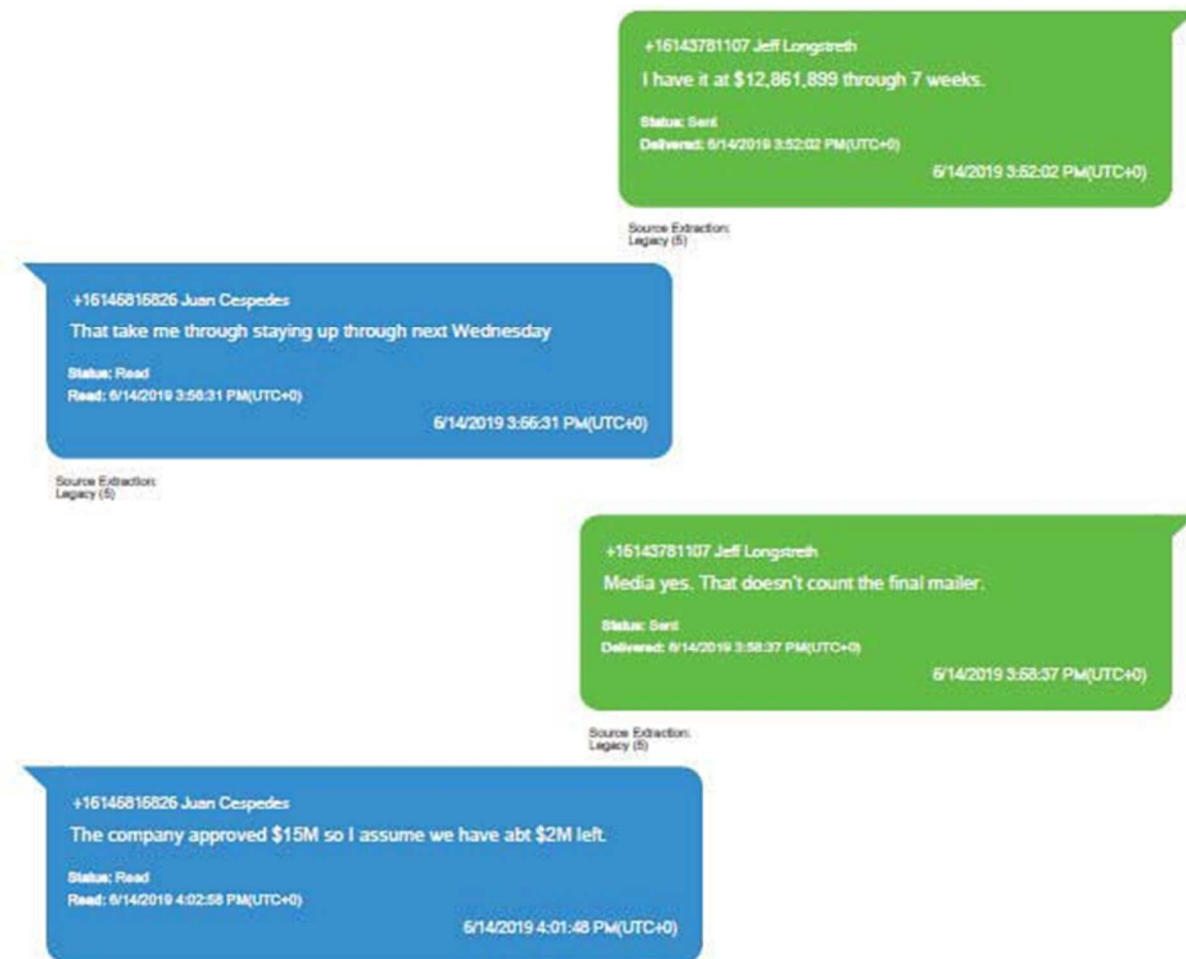 +16143781107 Jeff Longstreth
I have it at $12,861,899 through 7 weeks.
Status: Sent
Delivered: 6/14/2019 3:52:02 PM(UTC+0)
6/14/2019 3:52:02 PM(UTC+0)
Source Extraction:
Legacy (5)
Juan Cespedes
That take me through staying up through next Wednesday
Status: Read
Read: 6/14/2019 3:56:31 PM(UTC+0)
6/14/2019 3:56:31 PM(UTC+0)
Source Extraction:
Legacy (5)
+16143781107 Jeff Longstreth
Media yes. That doesn't count the final mailer.
Status: Sent
Delivered: 6/14/2019 3:58:37 PM(UTC+0)
6/14/2019 3:58:37 PM(UTC+0)
Source Extraction:
Legacy (5)
Juan Cespedes
The company approved $15M so I assume we have abt $2M left.
Status: Read
Read: 6/14/2019 4:02:58 PM(UTC+0)
6/14/2019 4:01:48 PM(UTC+0)